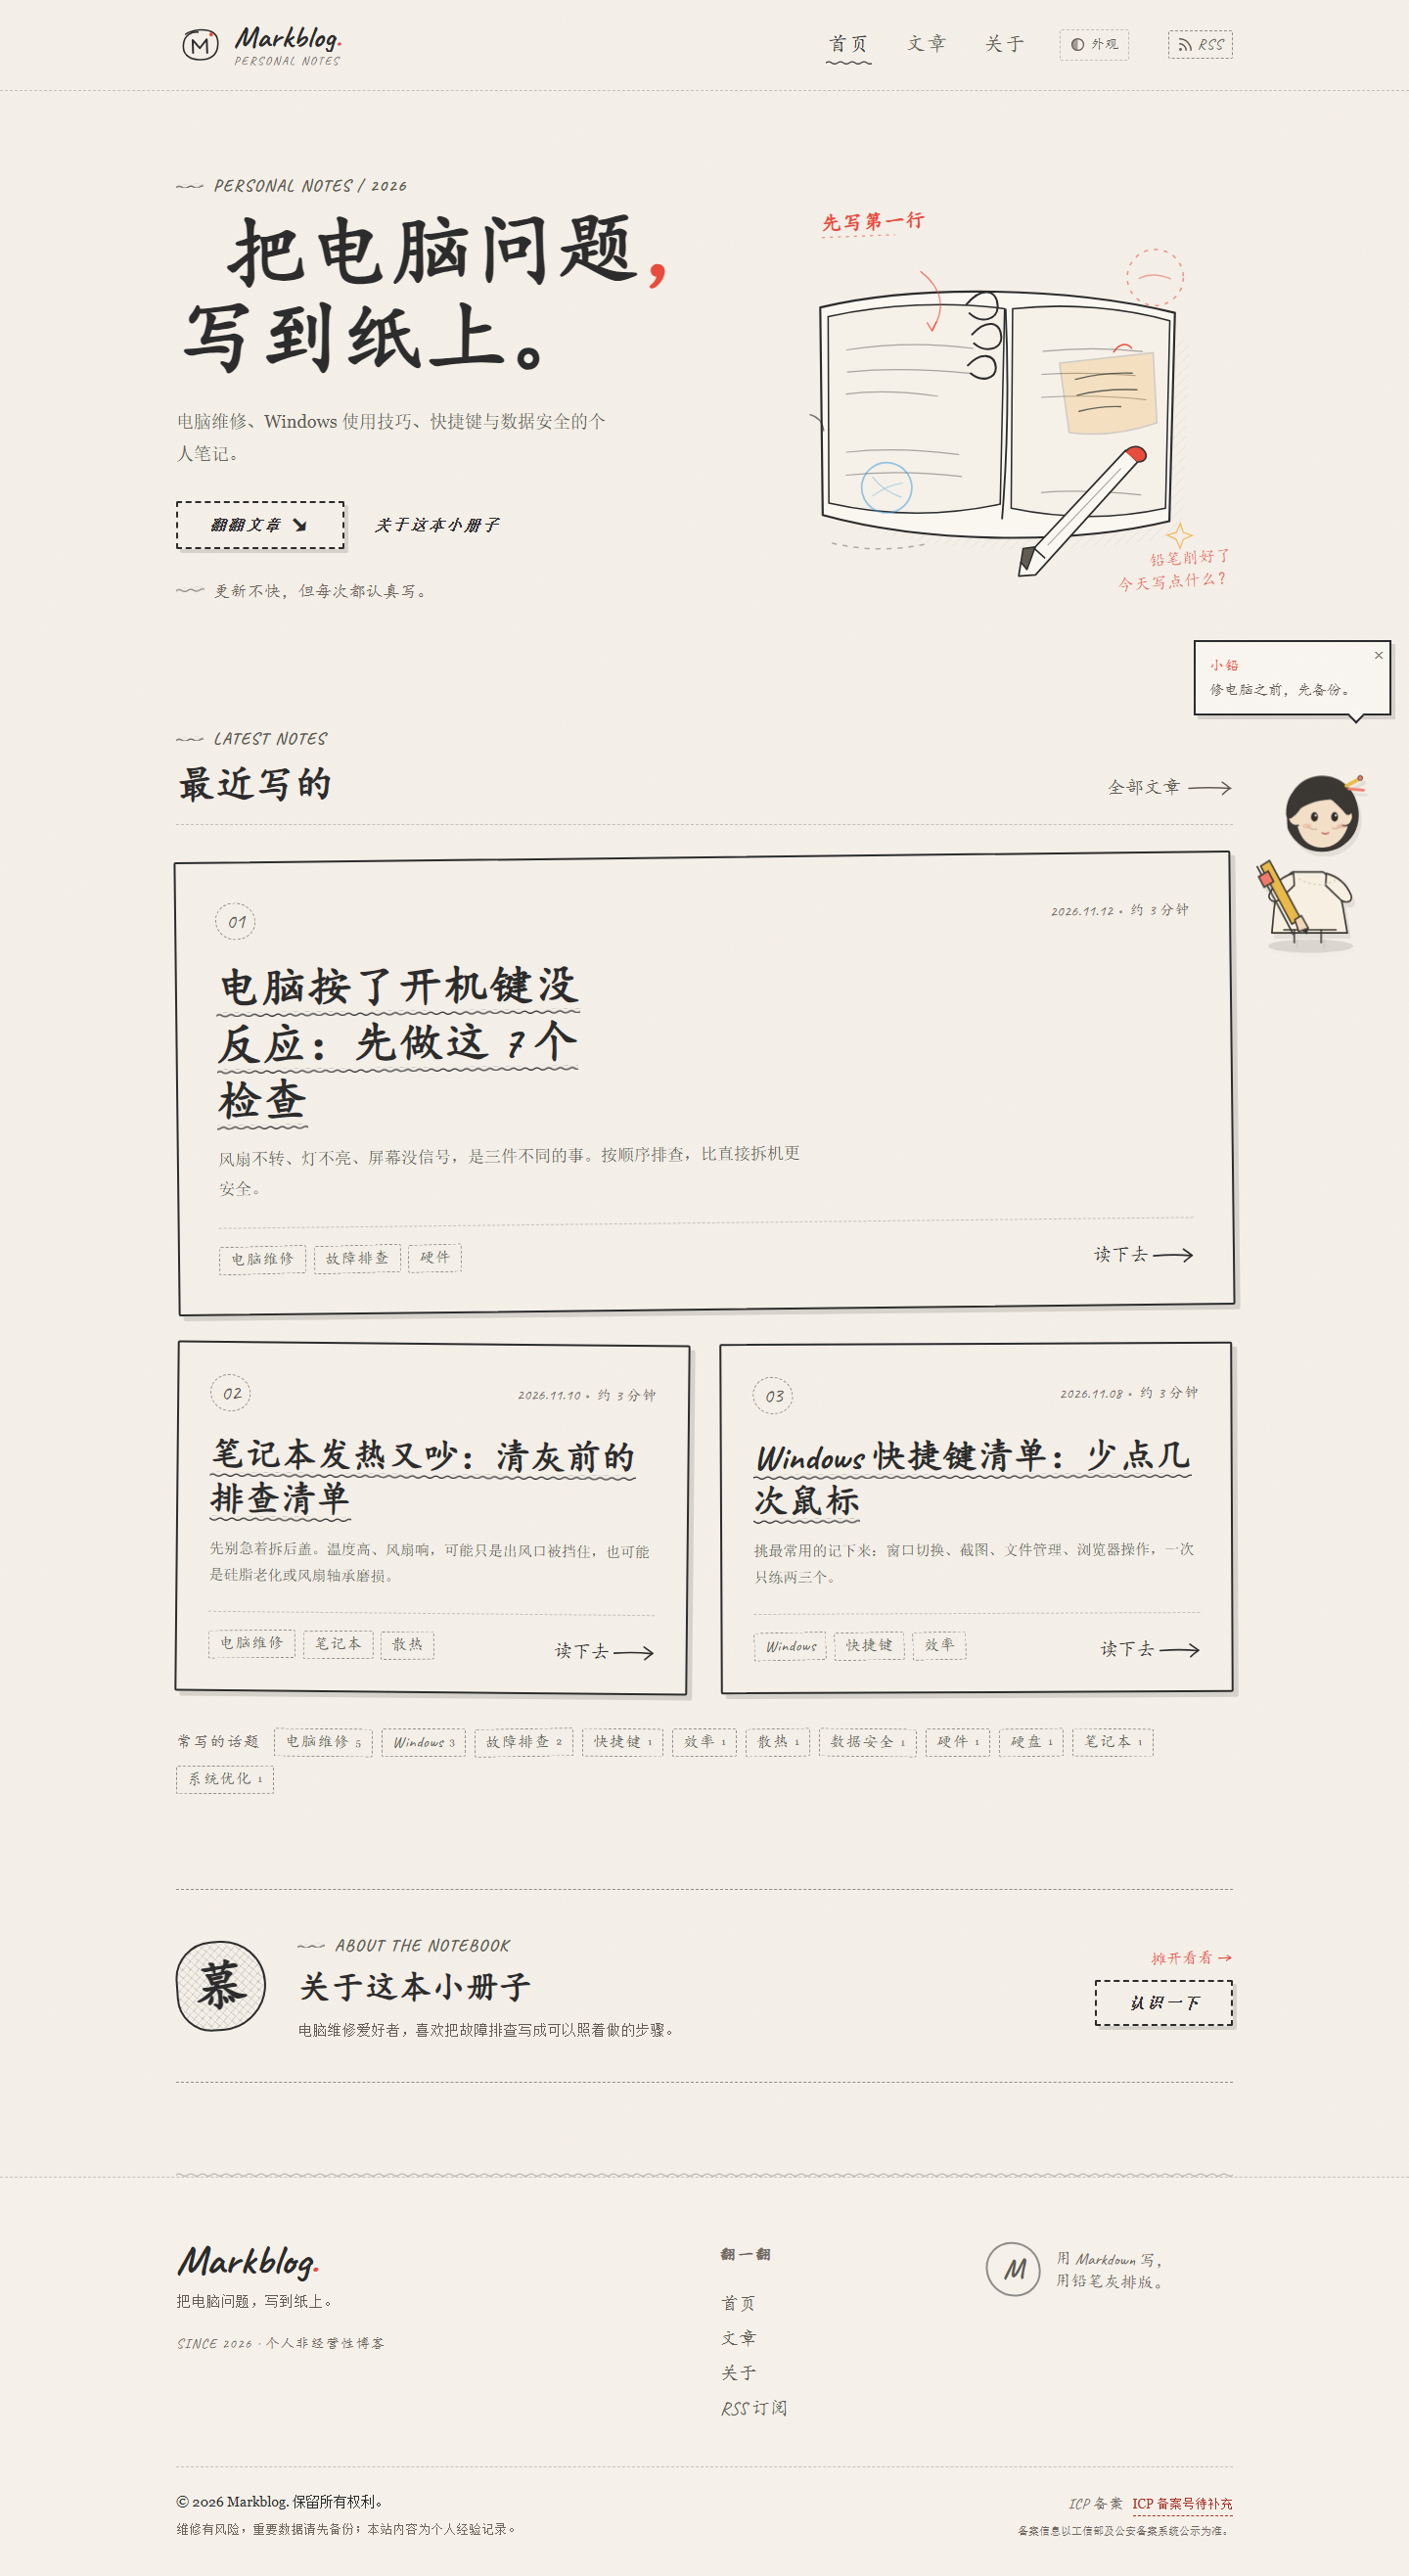 Markblog.
PERSONAL NOTES
首页
文章
关于
外观
RSS
PERSONAL NOTES / 2026
把电脑问题，
写到纸上。
电脑维修、Windows 使用技巧、快捷键与数据安全的个
人笔记。
翻翻文章 ↘
关于这本小册子
更新不快，但每次都认真写。
先写第一行
铅笔削好了
今天写点什么？
小铅
×
修电脑之前，先备份。
LATEST NOTES
最近写的
全部文章
01
2026.11.12 • 约 3 分钟
电脑按了开机键没
反应：先做这 7 个
检查
风扇不转、灯不亮、屏幕没信号，是三件不同的事。按顺序排查，比直接拆机更
安全。
电脑维修
故障排查
硬件
读下去
02
2026.11.10 • 约 3 分钟
笔记本发热又吵：清灰前的
排查清单
先别急着拆后盖。温度高、风扇响，可能只是出风口被挡住，也可能
是硅脂老化或风扇轴承磨损。
电脑维修
笔记本
散热
读下去
03
2026.11.08 • 约 3 分钟
Windows 快捷键清单：少点几
次鼠标
挑最常用的记下来：窗口切换、截图、文件管理、浏览器操作，一次
只练两三个。
Windows
快捷键
效率
读下去
常写的话题
电脑维修 5
Windows 3
故障排查 2
快捷键 1
效率 1
散热 1
数据安全 1
硬件 1
硬盘 1
笔记本 1
系统优化 1
慕
ABOUT THE NOTEBOOK
关于这本小册子
电脑维修爱好者，喜欢把故障排查写成可以照着做的步骤。
摊开看看 →
认识一下
Markblog.
把电脑问题，写到纸上。
SINCE 2026 · 个人非经营性博客
翻一翻
首页
文章
关于
RSS 订阅
M
用 Markdown 写，
用铅笔灰排版。
© 2026 Markblog. 保留所有权利。
维修有风险，重要数据请先备份；本站内容为个人经验记录。
ICP 备案 ICP 备案号待补充
备案信息以工信部及公安备案系统公示为准。